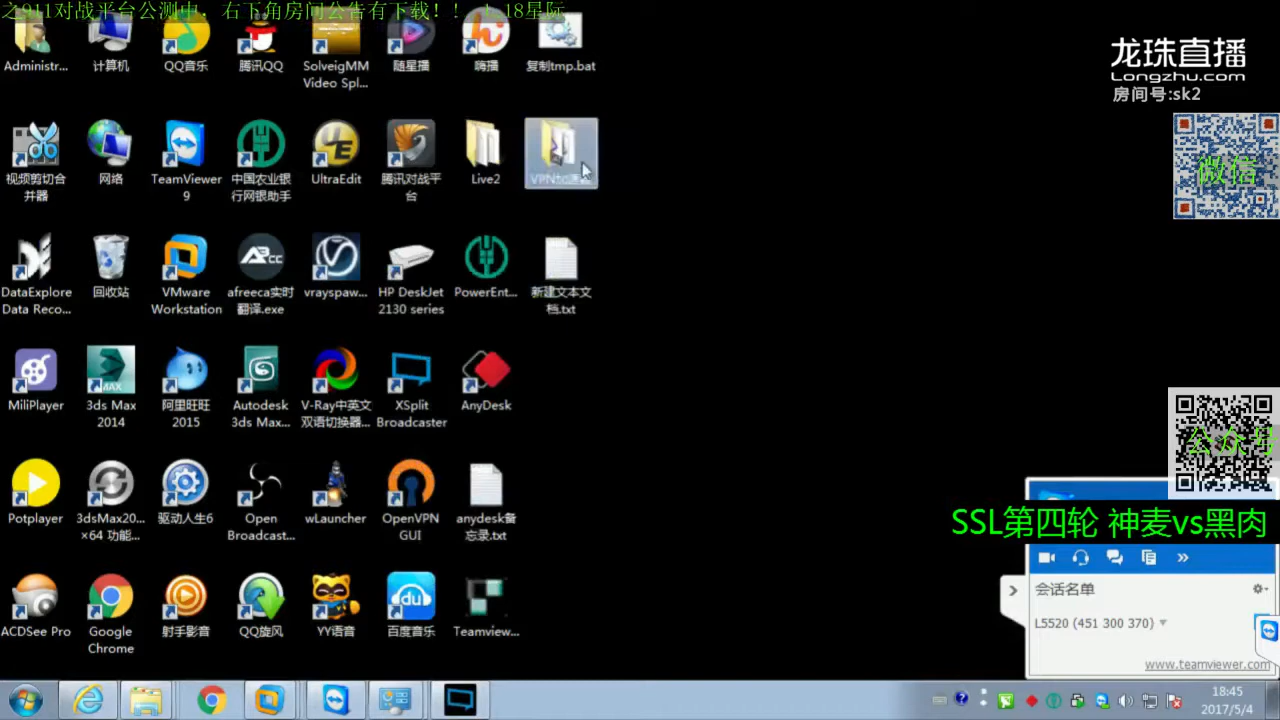 之911对战平台公测中，右下角房间公告有下载！！ 1.18星际
龙珠直播
Longzhu.com
房间号:sk2
微信
公众号
SSL第四轮 神麦vs黑肉
Administr...
计算机
QQ音乐
腾讯QQ
SolveigMM
Video Spl...
随星播
嗨播
复制tmp.bat
视频剪切合
并器
网络
TeamViewer
9
中国农业银
行网银助手
UltraEdit
腾讯对战平
台
Live2
VPN加速器
DataExplore
Data Reco...
回收站
VMware
Workstation
afreeca实时
翻译.exe
vrayspaw...
HP DeskJet
2130 series
PowerEnt...
新建文本文
档.txt
MiliPlayer
3ds Max
2014
阿里旺旺
2015
Autodesk
3ds Max...
V-Ray中英文
双语切换器...
XSplit
Broadcaster
AnyDesk
Potplayer
3dsMax20...
×64 功能...
驱动人生6
Open
Broadcast...
wLauncher
OpenVPN
GUI
anydesk备
忘录.txt
ACDSee Pro
Google
Chrome
射手影音
QQ旋风
YY语音
百度音乐
Teamview...
会话名单
L5520 (451 300 370)
www.teamviewer.com
18:45
2017/5/4